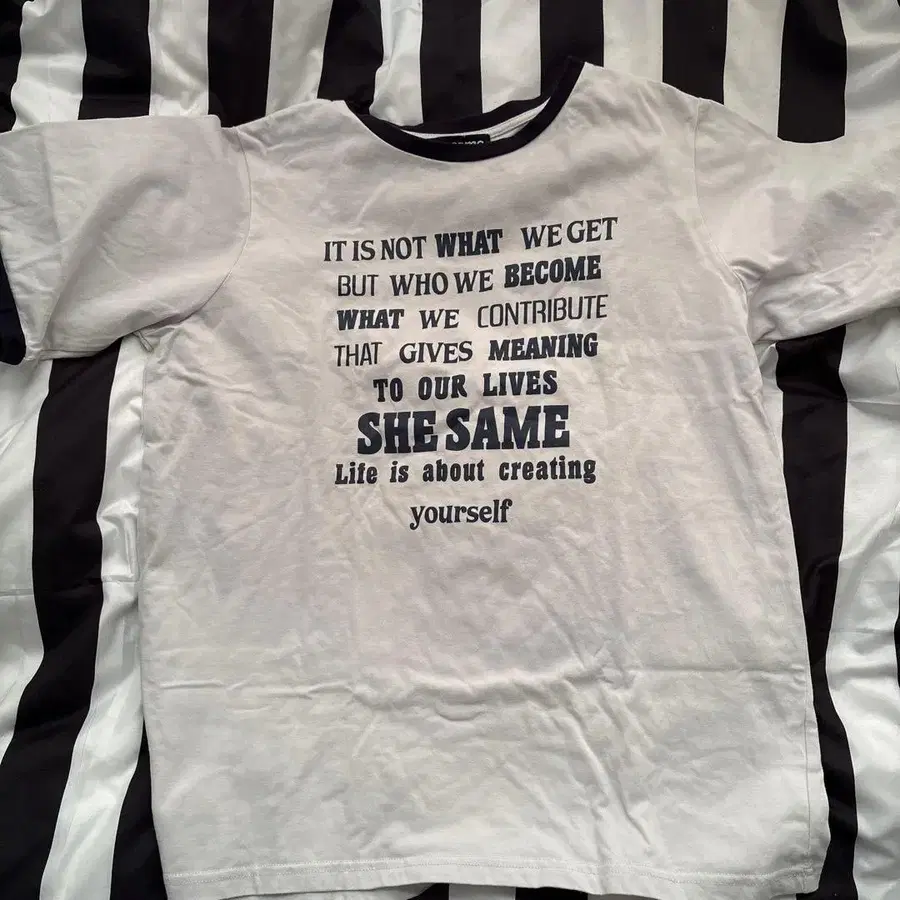 IT IS NOT WHAT WE GET
BUT WHO WE BECOME
WHAT WE CONTRIBUTE
THAT GIVES MEANING
TO OUR LIVES
SHE SAME
Life is about creating
yourself